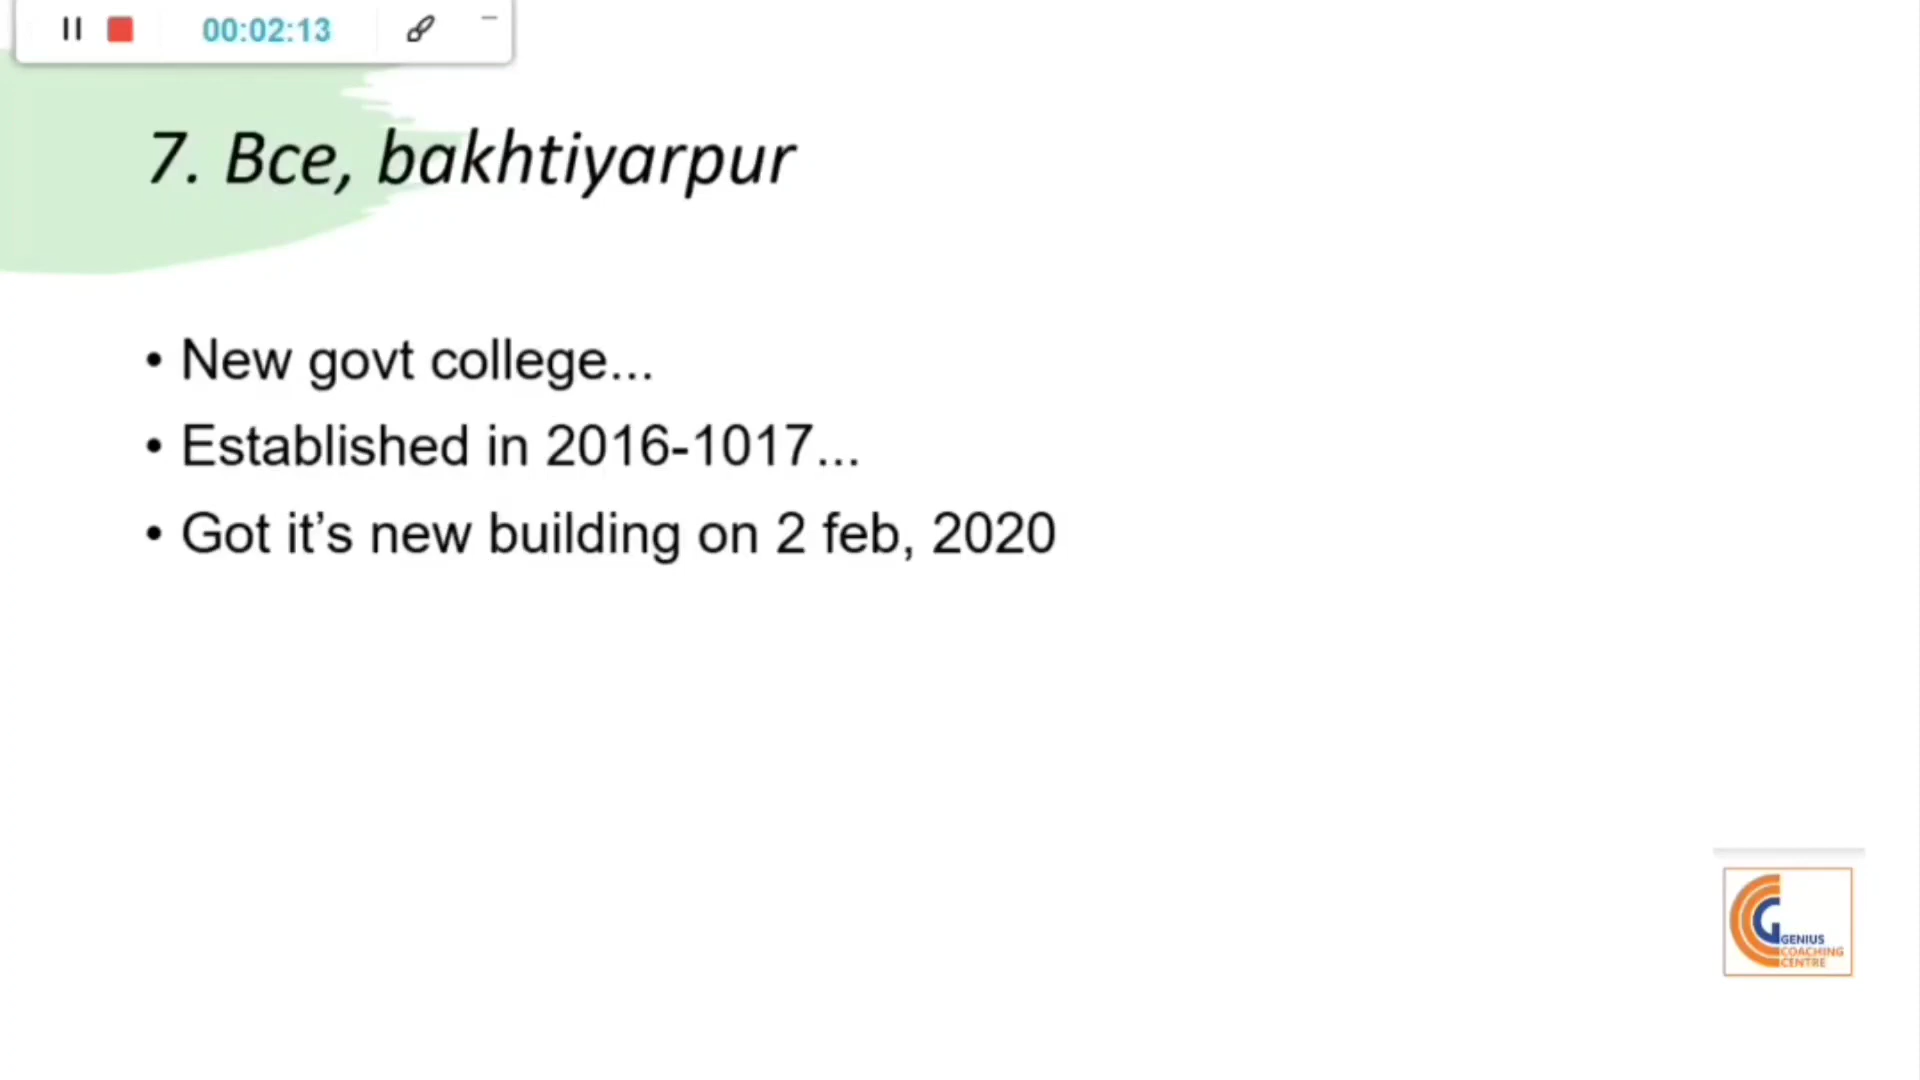 00:02:13
7. Bce, bakhtiyarpur
• New govt college...
• Established in 2016-1017...
• Got it’s new building on 2 feb, 2020
GENIUS
COACHING
CENTRE